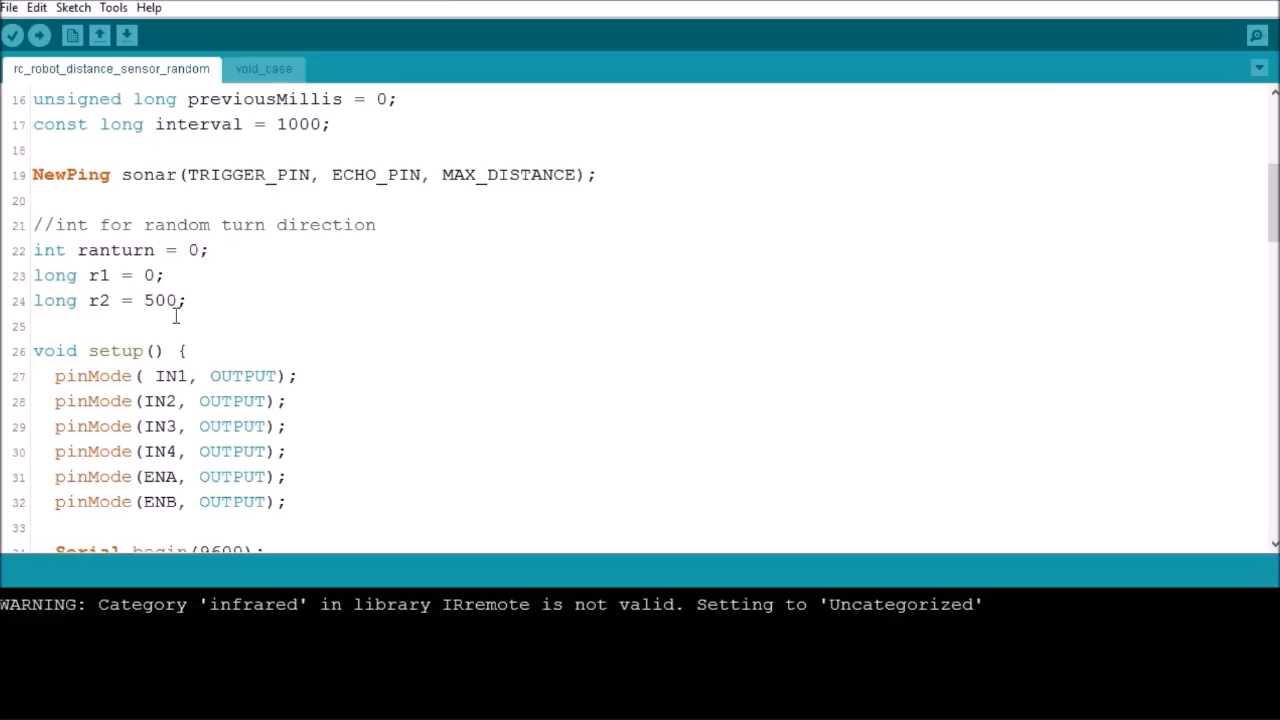 File Edit Sketch Tools Help
rc_robot_distance_sensor_random void_case
16 unsigned long previousMillis = 0;
17 const long interval = 1000;
18
19 NewPing sonar(TRIGGER_PIN, ECHO_PIN, MAX_DISTANCE);
20
21 //int for random turn direction
22 int ranturn = 0;
23 long r1 = 0;
24 long r2 = 500;
25
26 void setup() {
27 pinMode( IN1, OUTPUT);
28 pinMode(IN2, OUTPUT);
29 pinMode(IN3, OUTPUT);
30 pinMode(IN4, OUTPUT);
31 pinMode(ENA, OUTPUT);
32 pinMode(ENB, OUTPUT);
33
Serial.begin(9600);
WARNING: Category 'infrared' in library IRremote is not valid. Setting to 'Uncategorized'